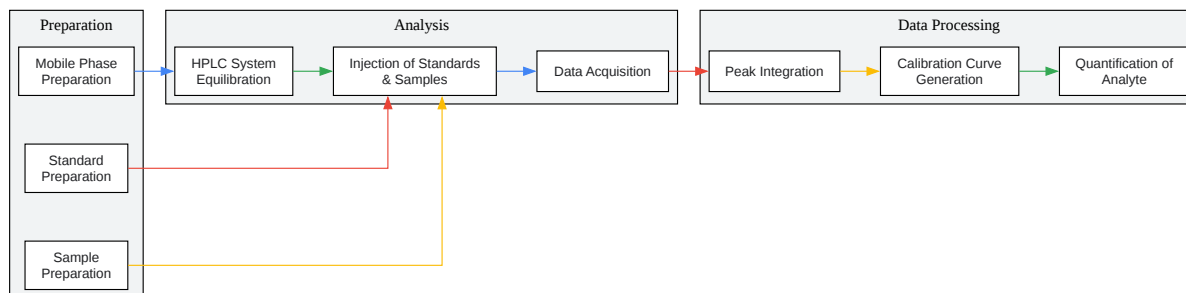 Preparation
Mobile Phase
Preparation
Standard
Preparation
Sample
Preparation
Analysis
HPLC System
Equilibration
Injection of Standards
& Samples
Data Acquisition
Data Processing
Peak Integration
Calibration Curve
Generation
Quantification of
Analyte